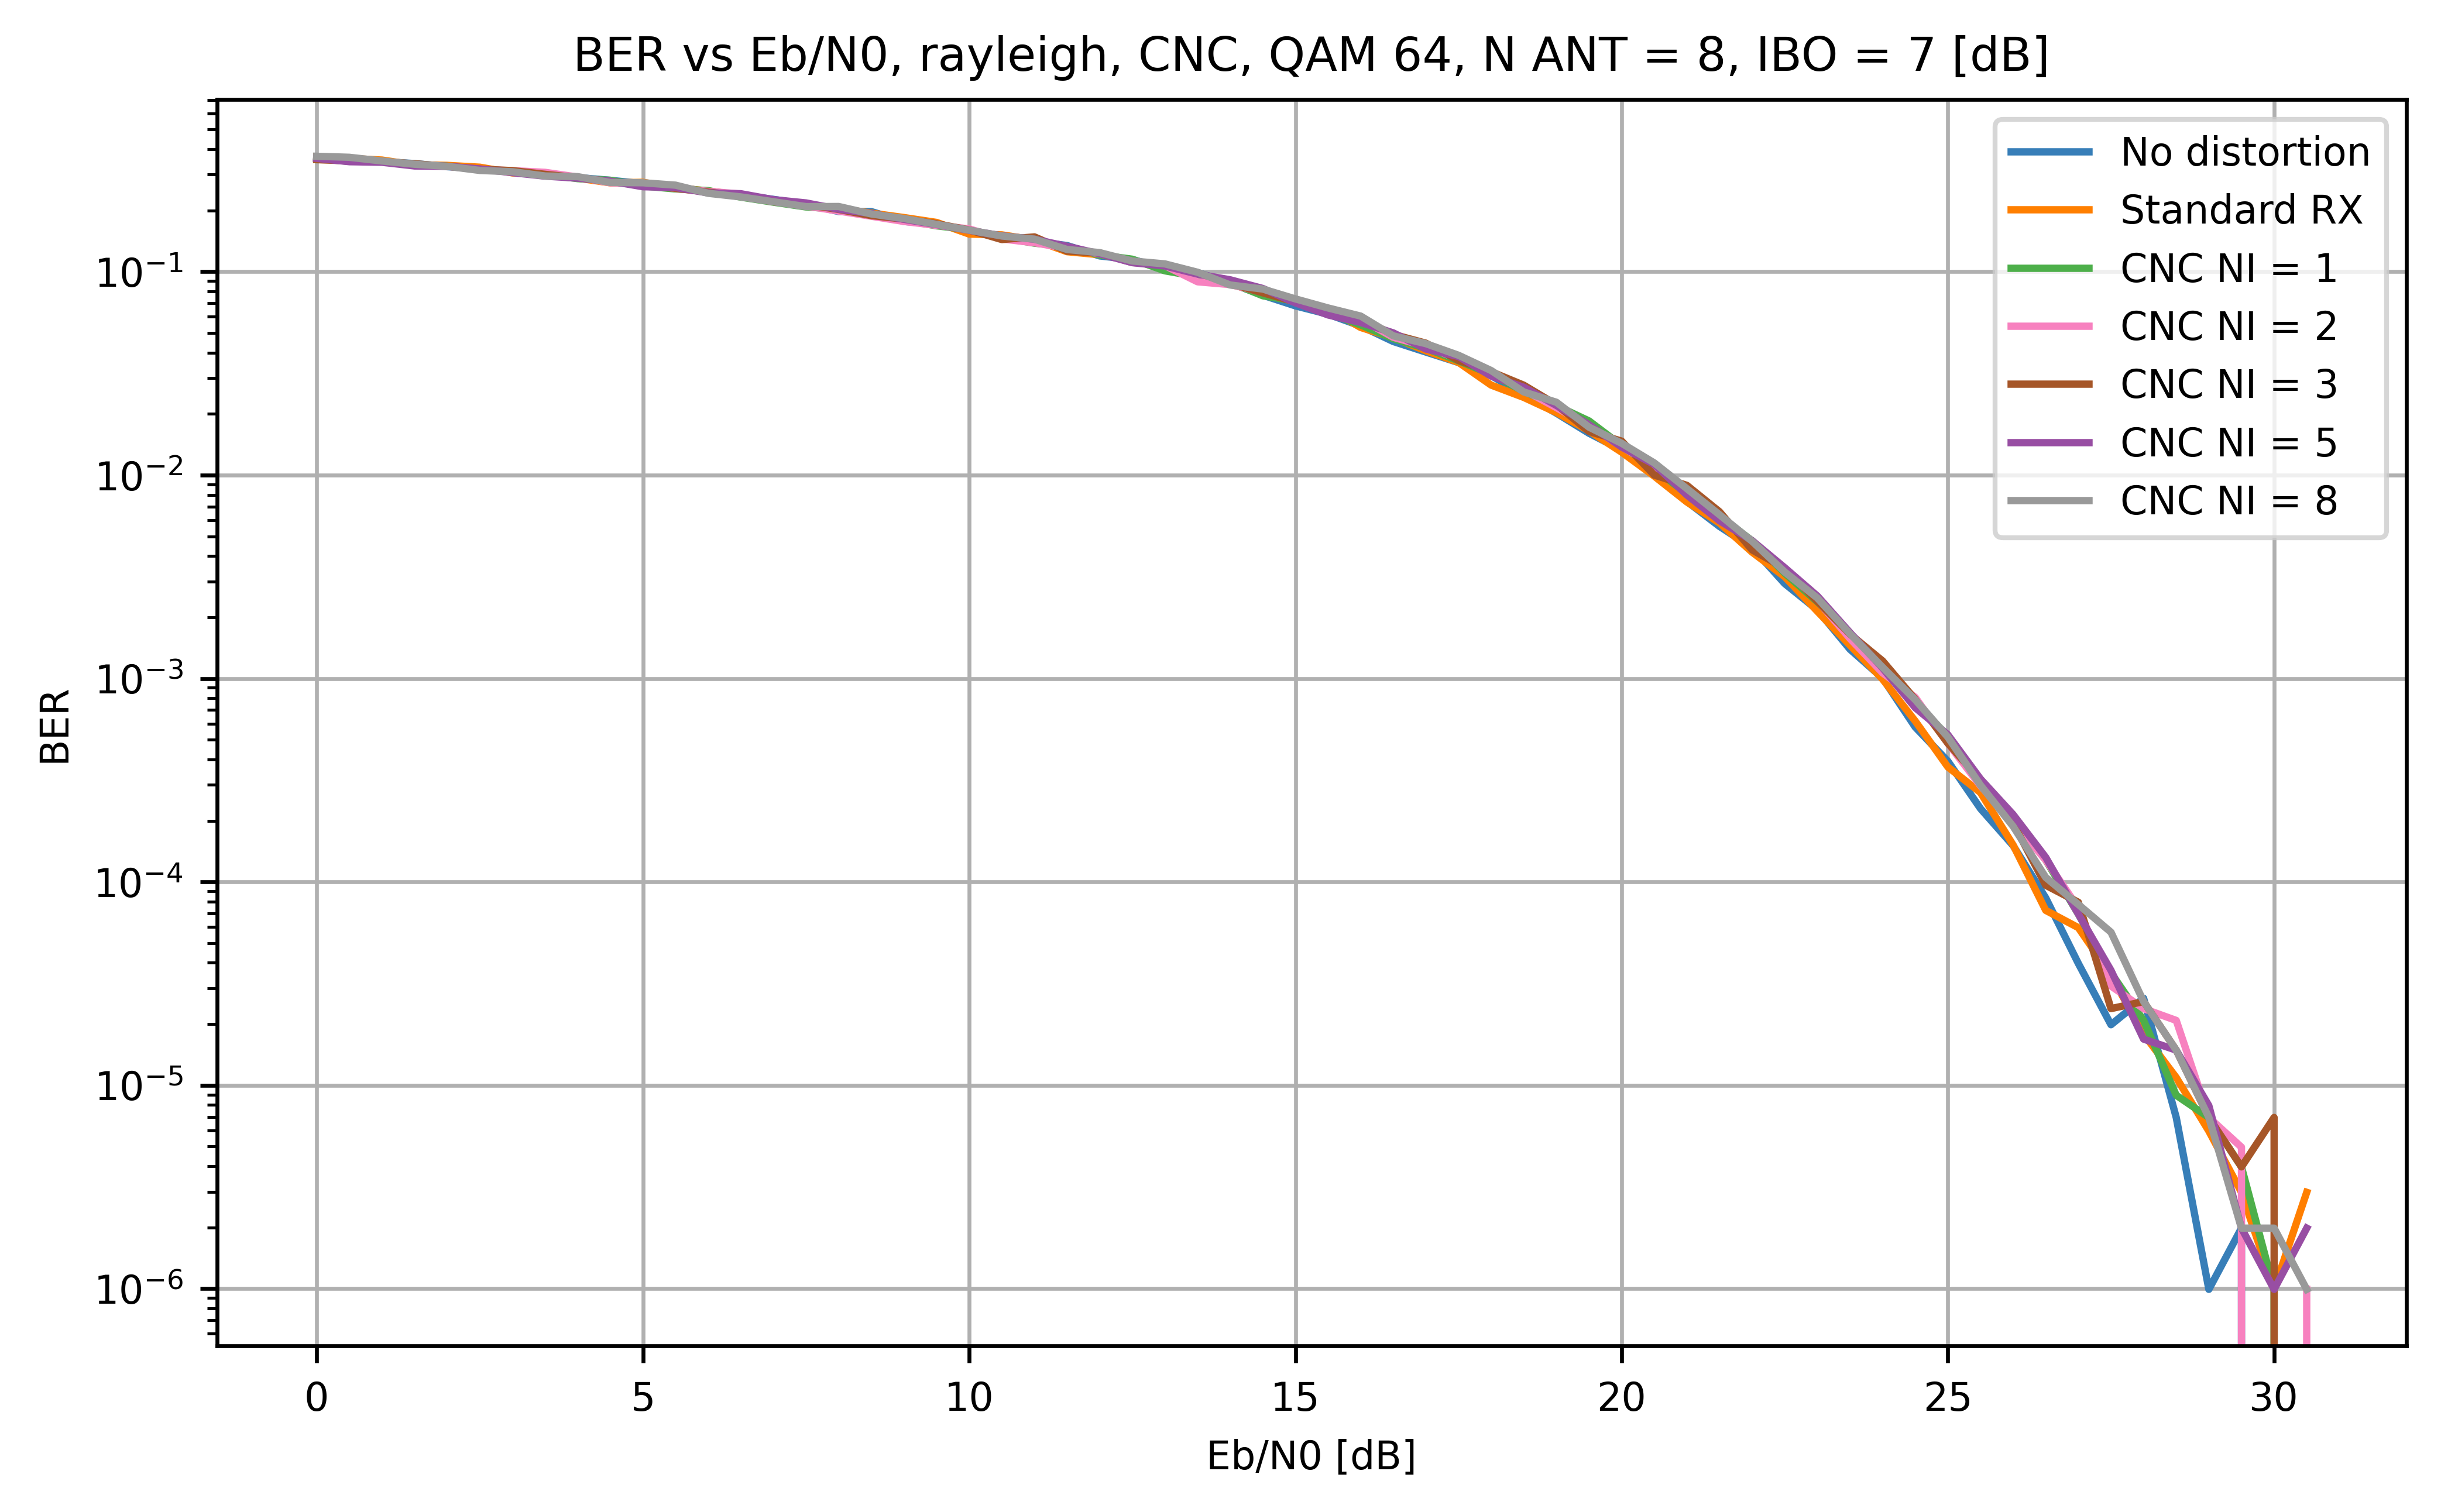 BER vs Eb/N0, rayleigh, CNC, QAM 64, N ANT = 8, IBO = 7 [dB]
No distortion
Standard RX
CNC NI = 1
CNC NI = 2
CNC NI = 3
CNC NI = 5
CNC NI = 8
10⁻¹
10⁻²
10⁻³
10⁻⁴
10⁻⁵
10⁻⁶
BER
0 5 10 15 20 25 30
Eb/N0 [dB]